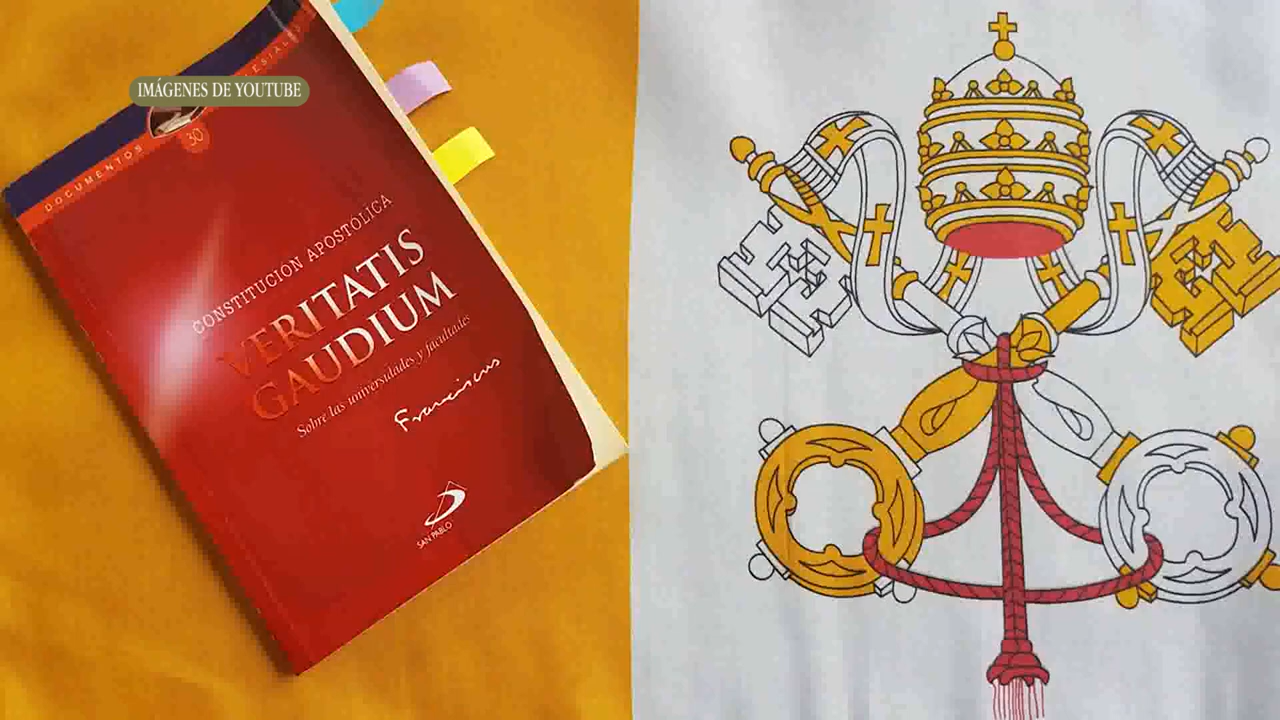 IMÁGENES DE YOUTUBE
DOCUMENTOS
30
CONSTITUCIÓN APOSTÓLICA
VERITATIS
GAUDIUM
Sobre las universidades y facultades
Franciscus
SAN PABLO